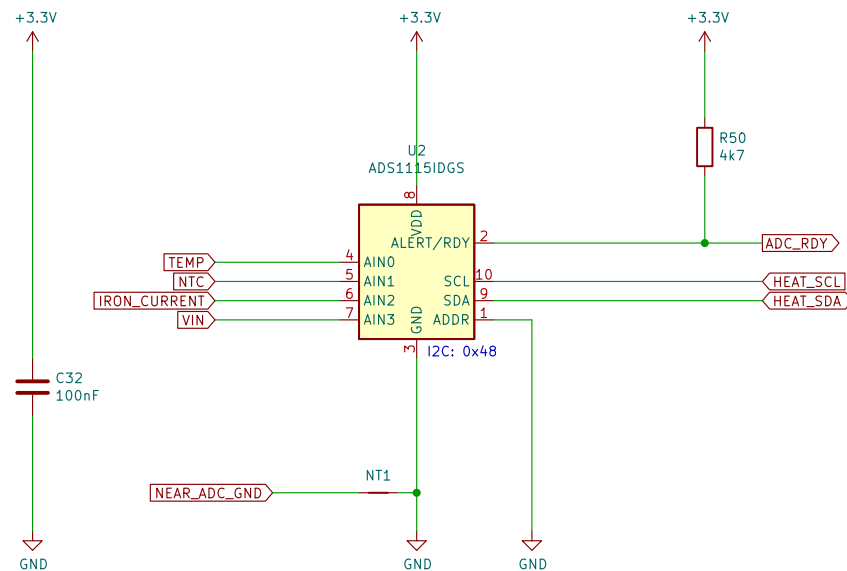 +3.3V
+3.3V
+3.3V
R50
4k7
U2
ADS1115IDGS
8
VDD
ALERT/RDY
2
ADC_RDY
TEMP
4
AIN0
NTC
5
AIN1
SCL
10
HEAT_SCL
IRON_CURRENT
6
AIN2
SDA
9
HEAT_SDA
VIN
7
AIN3
GND
ADDR
1
3
I2C: 0x48
C32
100nF
NT1
NEAR_ADC_GND
GND
GND
GND